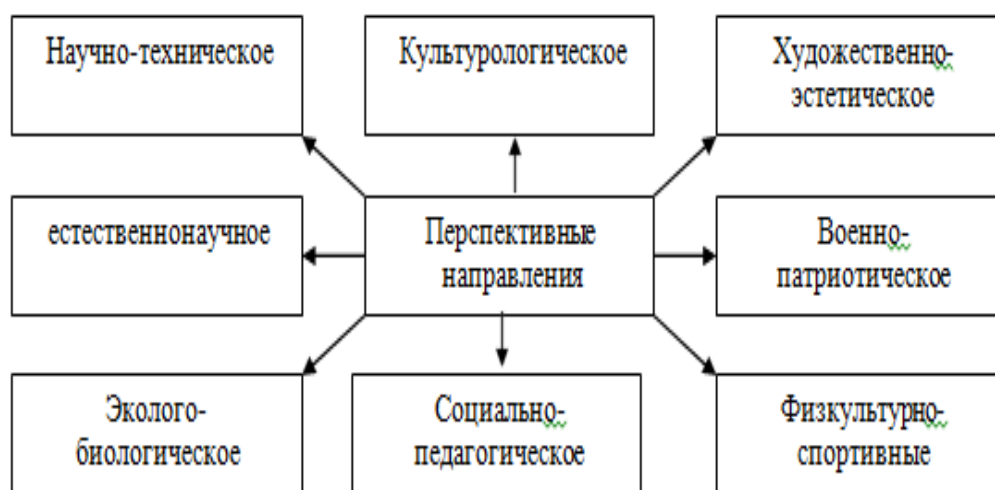 Научно-техническое
Культурологическое
Художественно-
эстетическое
естественнонаучное
Перспективные
направления
Военно-
патриотическое
Эколого-
биологическое
Социально-
педагогическое
Физкультурно-
спортивные